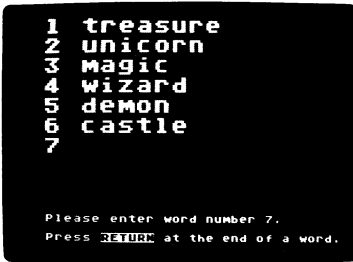 1 treasure
2 unicorn
3 magic
4 wizard
5 demon
6 castle
7
Please enter word number 7.
Press RETURN at the end of a word.